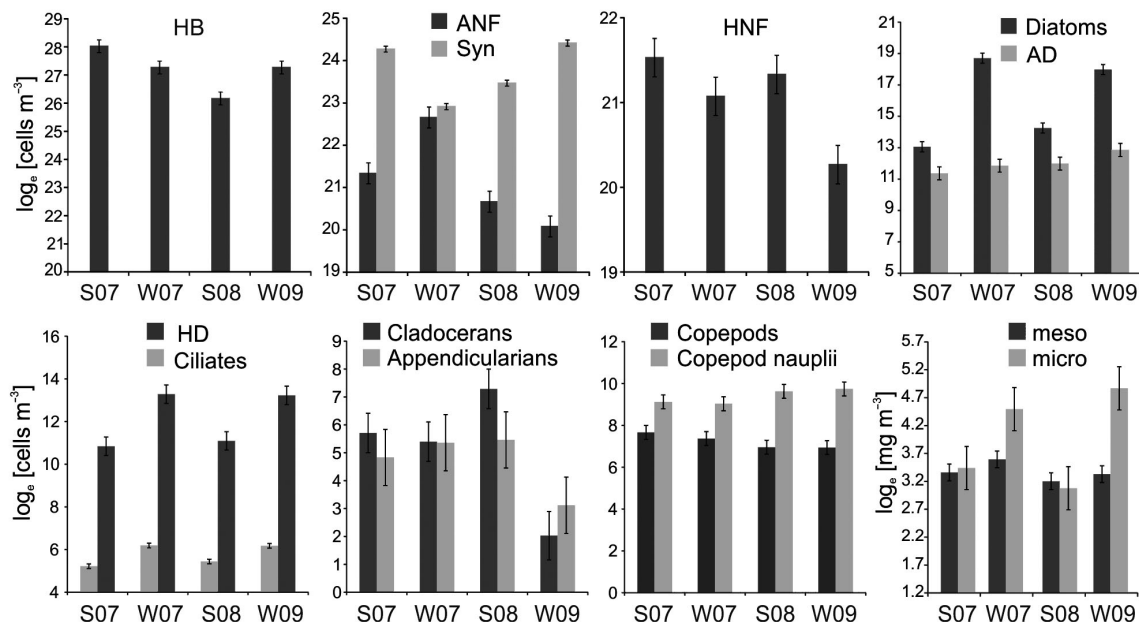 HB
log_e [cells m⁻³]
29
28
27
26
25
24
23
22
21
20
S07 W07 S08 W09
ANF
Syn
25
24
23
22
21
20
19
S07 W07 S08 W09
HNF
22
21
20
19
S07 W07 S08 W09
Diatoms
AD
21
19
17
15
13
11
9
7
5
S07 W07 S08 W09
HD
Ciliates
log_e [cells m⁻³]
16
14
12
10
8
6
4
S07 W07 S08 W09
Cladocerans
Appendicularians
9
8
7
6
5
4
3
2
1
0
S07 W07 S08 W09
Copepods
Copepod nauplii
12
10
8
6
4
2
0
S07 W07 S08 W09
meso
micro
log_e [mg m⁻³]
5.7
5.2
4.7
4.2
3.7
3.2
2.7
2.2
1.7
1.2
S07 W07 S08 W09